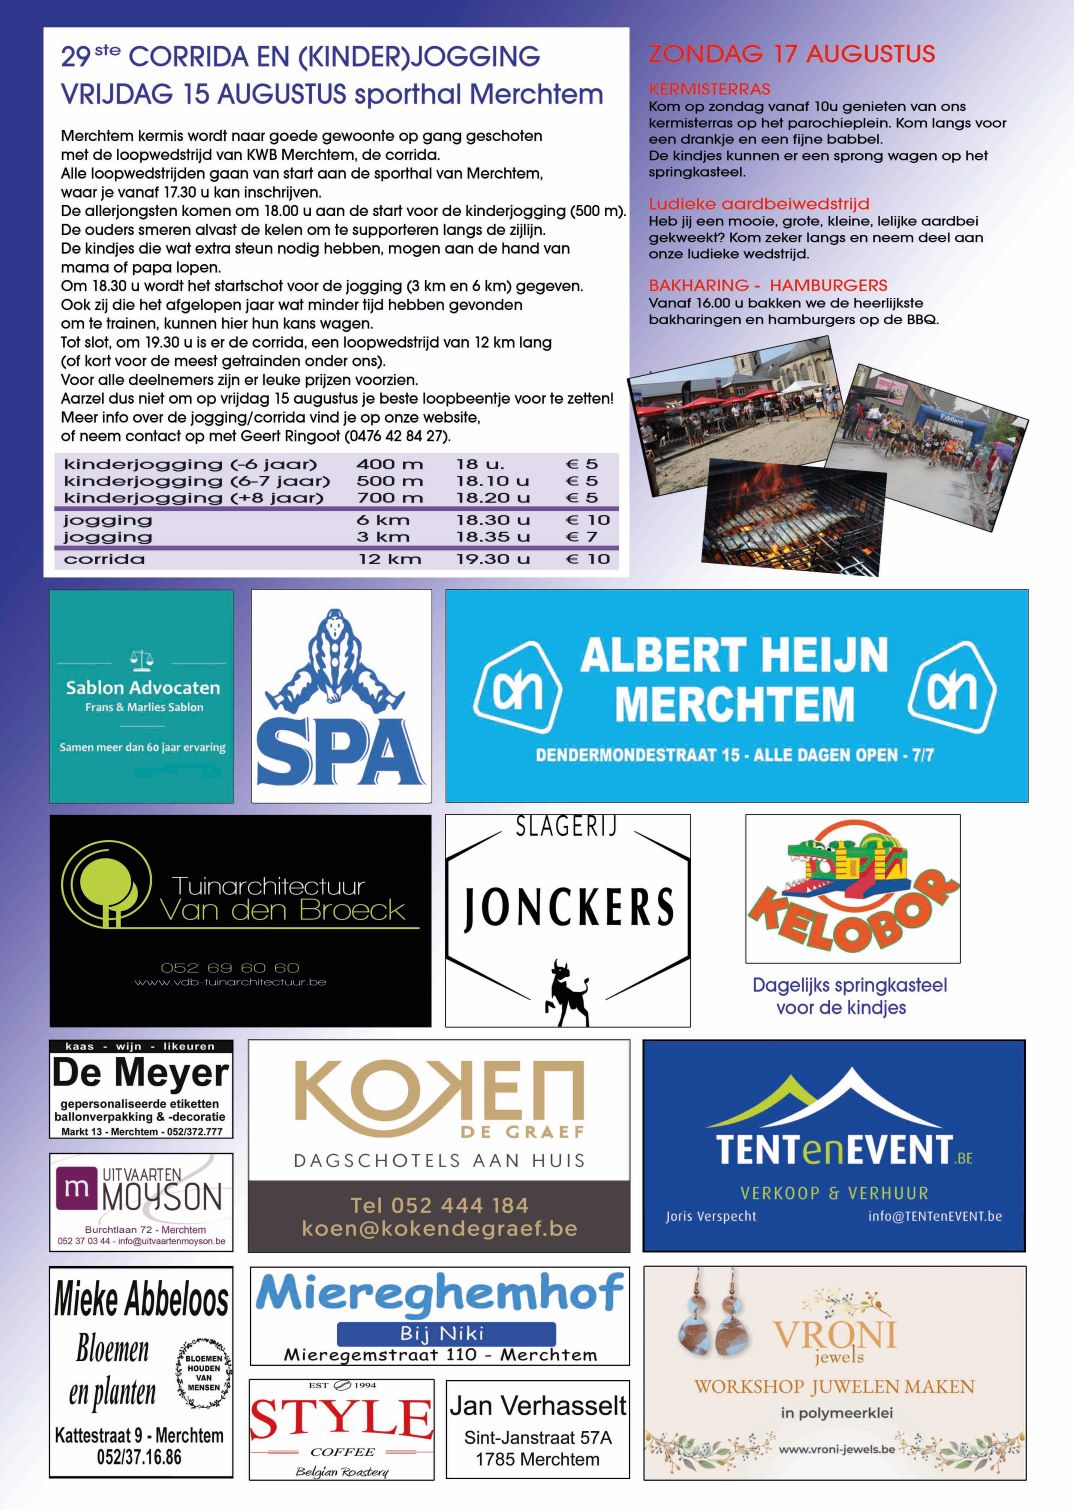 29ste CORRIDA EN (KINDER)JOGGING
VRIJDAG 15 AUGUSTUS sporthal Merchtem
Merchtem kermis wordt naar goede gewoonte op gang geschoten
met de loopwedstrijd van KWB Merchtem, de corrida.
Alle loopwedstrijden gaan van start aan de sporthal van Merchtem,
waar je vanaf 17.30 u kan inschrijven.
De allerjongsten komen om 18.00 u aan de start voor de kinderjogging (500 m).
De ouders smeren alvast de kelen om te supporteren langs de zijlijn.
De kindjes die wat extra steun nodig hebben, mogen aan de hand van
mama of papa lopen.
Om 18.30 u wordt het startschot voor de jogging (3 km en 6 km) gegeven.
Ook zij die het afgelopen jaar wat minder tijd hebben gevonden
om te trainen, kunnen hier hun kans wagen.
Tot slot, om 19.30 u is er de corrida, een loopwedstrijd van 12 km lang
(of kort voor de meest getrainden onder ons).
Voor alle deelnemers zijn er leuke prijzen voorzien.
Aarzel dus niet om op vrijdag 15 augustus je beste loopbeentje voor te zetten!
Meer info over de jogging/corrida vind je op onze website,
of neem contact op met Geert Ringoot (0476 42 84 27).
kinderjogging (-6 jaar) 400 m 18 u. € 5
kinderjogging (6-7 jaar) 500 m 18.10 u € 5
kinderjogging (+8 jaar) 700 m 18.20 u € 5
jogging 6 km 18.30 u € 10
jogging 3 km 18.35 u € 7
corrida 12 km 19.30 u € 10
ZONDAG 17 AUGUSTUS
KERMISTERRAS
Kom op zondag vanaf 10u genieten van ons
kermisterras op het parochieplein. Kom langs voor
een drankje en een fijne babbel.
De kindjes kunnen er een sprong wagen op het
springkasteel.
Ludieke aardbeiwedstrijd
Heb jij een mooie, grote, kleine, lelijke aardbei
gekweekt? Kom zeker langs en neem deel aan
onze ludieke wedstrijd.
BAKHARING - HAMBURGERS
Vanaf 16.00 u bakken we de heerlijkste
bakharingen en hamburgers op de BBQ.
Sablon Advocaten
Frans & Marlies Sablon
Samen meer dan 60 jaar ervaring
SPA
ALBERT HEIJN
MERCHTEM
DENDERMONDESTRAAT 15 - ALLE DAGEN OPEN - 7/7
Tuinarchitectuur
Van den Broeck
052 69 60 60
www.vdb-tuinarchitectuur.be
SLAGERIJ
JONCKERS
KELOBOR
Dagelijks springkasteel
voor de kindjes
kaas - wijn - likeuren
De Meyer
gepersonaliseerde etiketten
ballonverpakking & -decoratie
Markt 13 - Merchtem - 052/372.777
m UITVAARTEN
MOYSON
Burchtlaan 72 - Merchtem
052 37 03 44 - info@uitvaartenmoyson.be
KOKEN
DE GRAEF
DAGSCHOTELS AAN HUIS
Tel 052 444 184
koen@kokendegraef.be
TENTenEVENT.BE
VERKOOP & VERHUUR
Joris Verspecht info@TENTenEVENT.be
Mieke Abbeloos
Bloemen
en planten
BLOEMEN
HOUDEN
VAN
MENSEN
Kattestraat 9 - Merchtem
052/37.16.86
Miereghemhof
Bij Niki
Mieregemstraat 110 - Merchtem
EST 1994
STYLE
COFFEE
Belgian Roastery
Jan Verhasselt
Sint-Janstraat 57A
1785 Merchtem
VRONI
jewels
WORKSHOP JUWELEN MAKEN
in polymeerklei
www.vroni-jewels.be